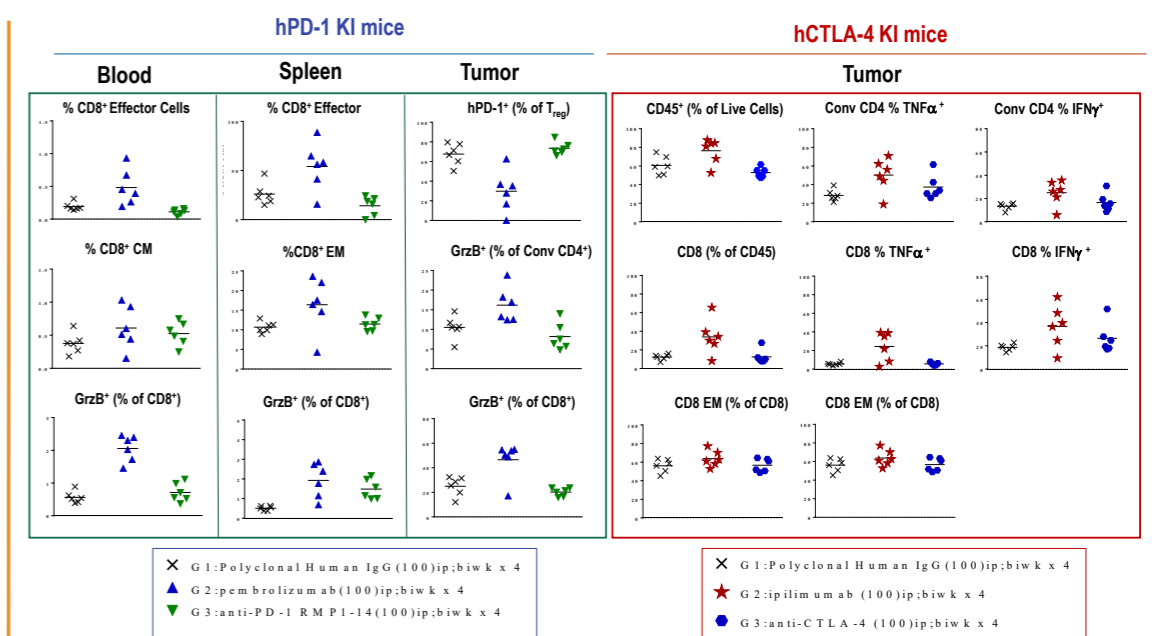 hPD-1 KI mice
hCTLA-4 KI mice
Blood
Spleen
Tumor
Tumor
% CD8+ Effector Cells
% CD8+ Effector
hPD-1+ (% of Treg)
CD45+ (% of Live Cells)
Conv CD4 % TNFα +
Conv CD4 % IFNγ+
% CD8+ CM
%CD8+ EM
GrzB+ (% of Conv CD4+)
CD8 (% of CD45)
CD8 % TNFα +
CD8 % IFNγ +
GrzB+ (% of CD8+)
GrzB+ (% of CD8+)
GrzB+ (% of CD8+)
CD8 EM (% of CD8)
CD8 EM (% of CD8)
G1:Polyclonal Human IgG(100)ip;biwk x 4
G2:pembrolizumab(100)ip;biwk x 4
G3:anti-PD-1 RMP1-14(100)ip;biwk x 4
G1:Polyclonal Human IgG(100)ip;biwk x 4
G2:ipilimumab (100)ip;biwk x 4
G3:anti-CTLA-4 (100)ip;biwk x 4